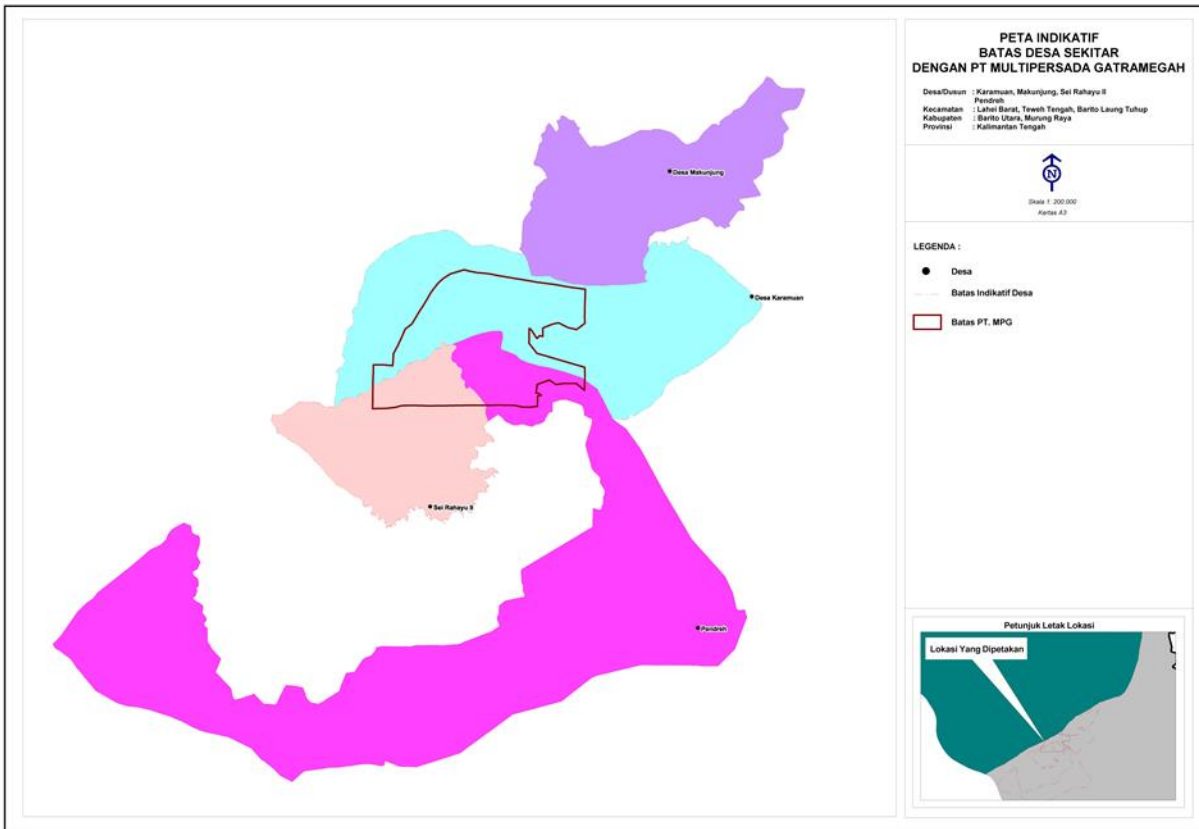 PETA INDIKATIF
BATAS DESA SEKITAR
DENGAN PT MULTIPERSADA GATRAMEGAH
Desa/Dusun : Karamuan, Makunjung, Sei Rahayu II
Pendreh
Kecamatan : Lahei Barat, Teweh Tengah, Barito Laung Tuhup
Kabupaten : Barito Utara, Murung Raya
Provinsi : Kalimantan Tengah
N
Skala 1: 200.000
Kertas A3
LEGENDA :
Desa
Batas Indikatif Desa
Batas PT. MPG
Petunjuk Letak Lokasi
Lokasi Yang Dipetakan
Desa Makunjung
Desa Karamuan
Sei Rahayu II
Pendreh